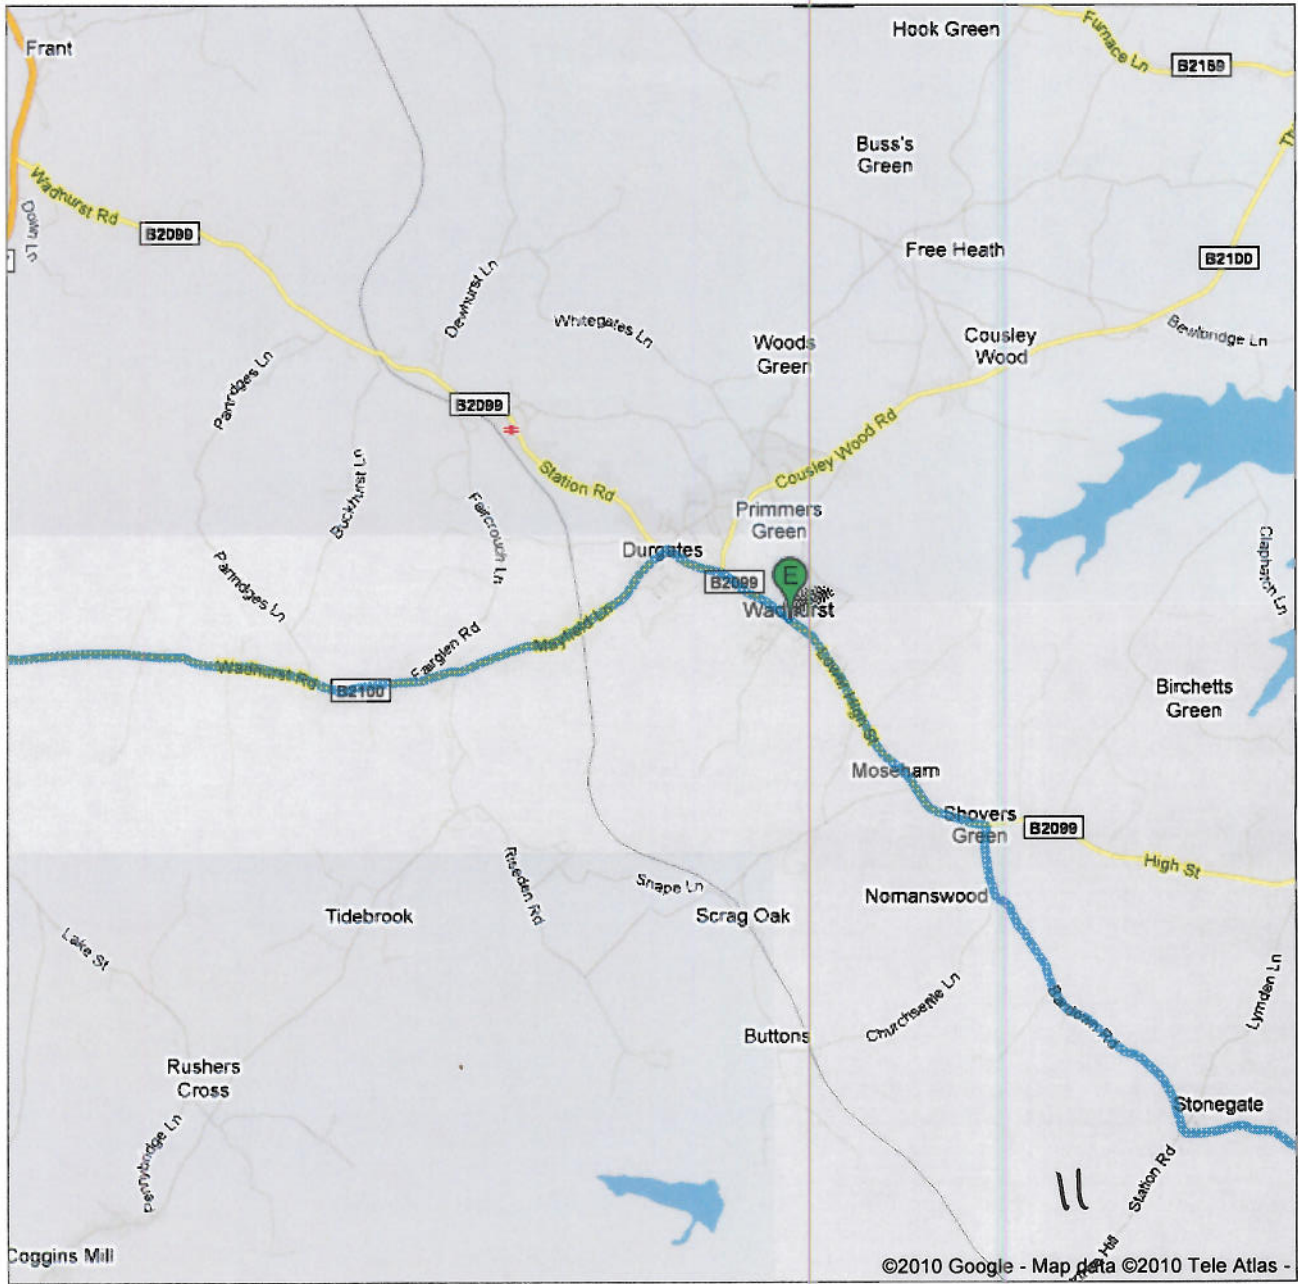 Hook Green
Furnace Ln
B2169
Frant
Buss's
Green
Wadhurst Rd
Down Ln
B2099
Free Heath
B2100
Dewhurst Ln
Whitegates Ln
Woods
Green
Cousley
Wood
Bewlbridge Ln
Partridges Ln
B2099
Cousley Wood Rd
Station Rd
Buckhurst Ln
Faircrouch Ln
Primmers
Green
Durgates
E
B2099
Wadhurst
Clapham Ln
Partridges Ln
Mayfield Ln
Fairglen Rd
Wadhurst Rd
B2100
Lower High St
Birchetts
Green
Moseham
Shovers
Green
B2099
High St
Riseden Rd
Snape Ln
Nomanswood
Tidebrook
Scrag Oak
Lake St
Churchsettle Ln
Lymden Ln
Bardown Rd
Buttons
Rushers
Cross
Stonegate
Pennybridge Ln
Station Rd
11
Coggins Mill
Hill
©2010 Google - Map data ©2010 Tele Atlas -